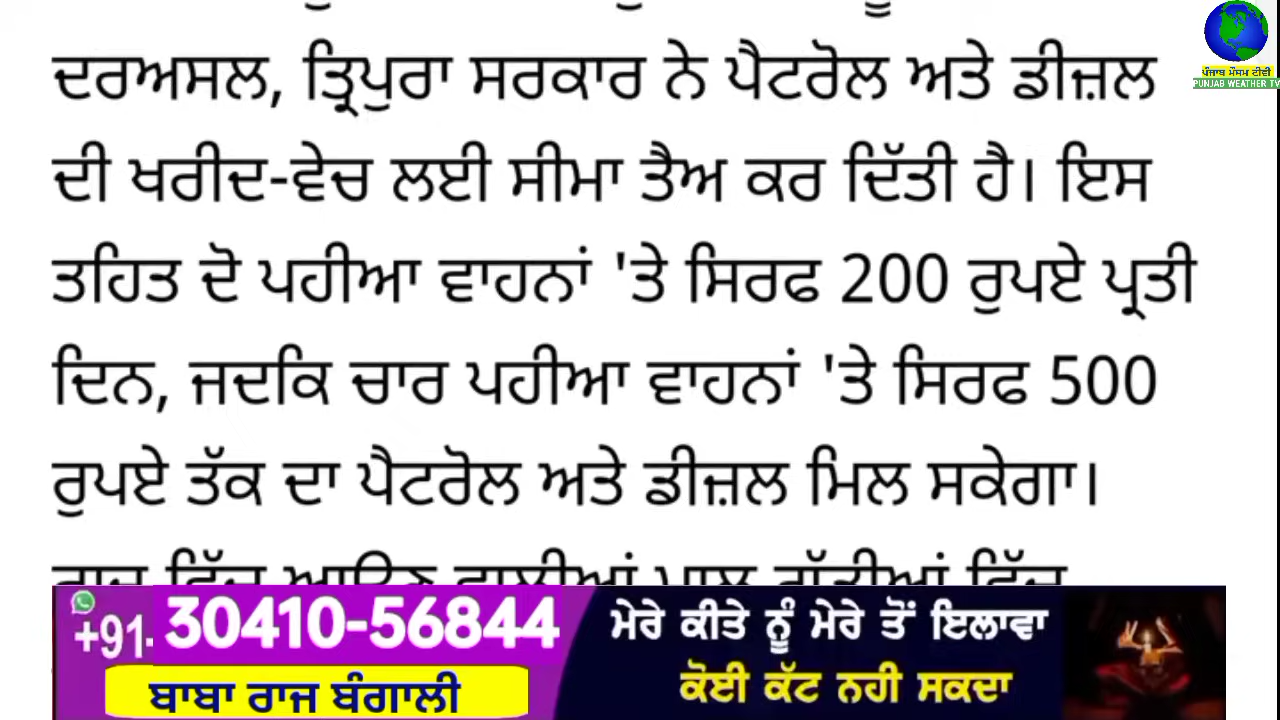 ਦਰਅਸਲ, ਤ੍ਰਿਪੁਰਾ ਸਰਕਾਰ ਨੇ ਪੈਟਰੋਲ ਅਤੇ ਡੀਜ਼ਲ
ਦੀ ਖਰੀਦ-ਵੇਚ ਲਈ ਸੀਮਾ ਤੈਅ ਕਰ ਦਿੱਤੀ ਹੈ। ਇਸ
ਤਹਿਤ ਦੋ ਪਹੀਆ ਵਾਹਨਾਂ 'ਤੇ ਸਿਰਫ 200 ਰੁਪਏ ਪ੍ਰਤੀ
ਦਿਨ, ਜਦਕਿ ਚਾਰ ਪਹੀਆ ਵਾਹਨਾਂ 'ਤੇ ਸਿਰਫ 500
ਰੁਪਏ ਤੱਕ ਦਾ ਪੈਟਰੋਲ ਅਤੇ ਡੀਜ਼ਲ ਮਿਲ ਸਕੇਗਾ।
ਪੰਜਾਬ ਮੌਸਮ ਟੀਵੀ
PUNJAB WEATHER TV
+91. 30410-56844
ਬਾਬਾ ਰਾਜ ਬੰਗਾਲੀ
ਮੇਰੇ ਕੀਤੇ ਨੂੰ ਮੇਰੇ ਤੋਂ ਇਲਾਵਾ
ਕੋਈ ਕੱਟ ਨਹੀ ਸਕਦਾ